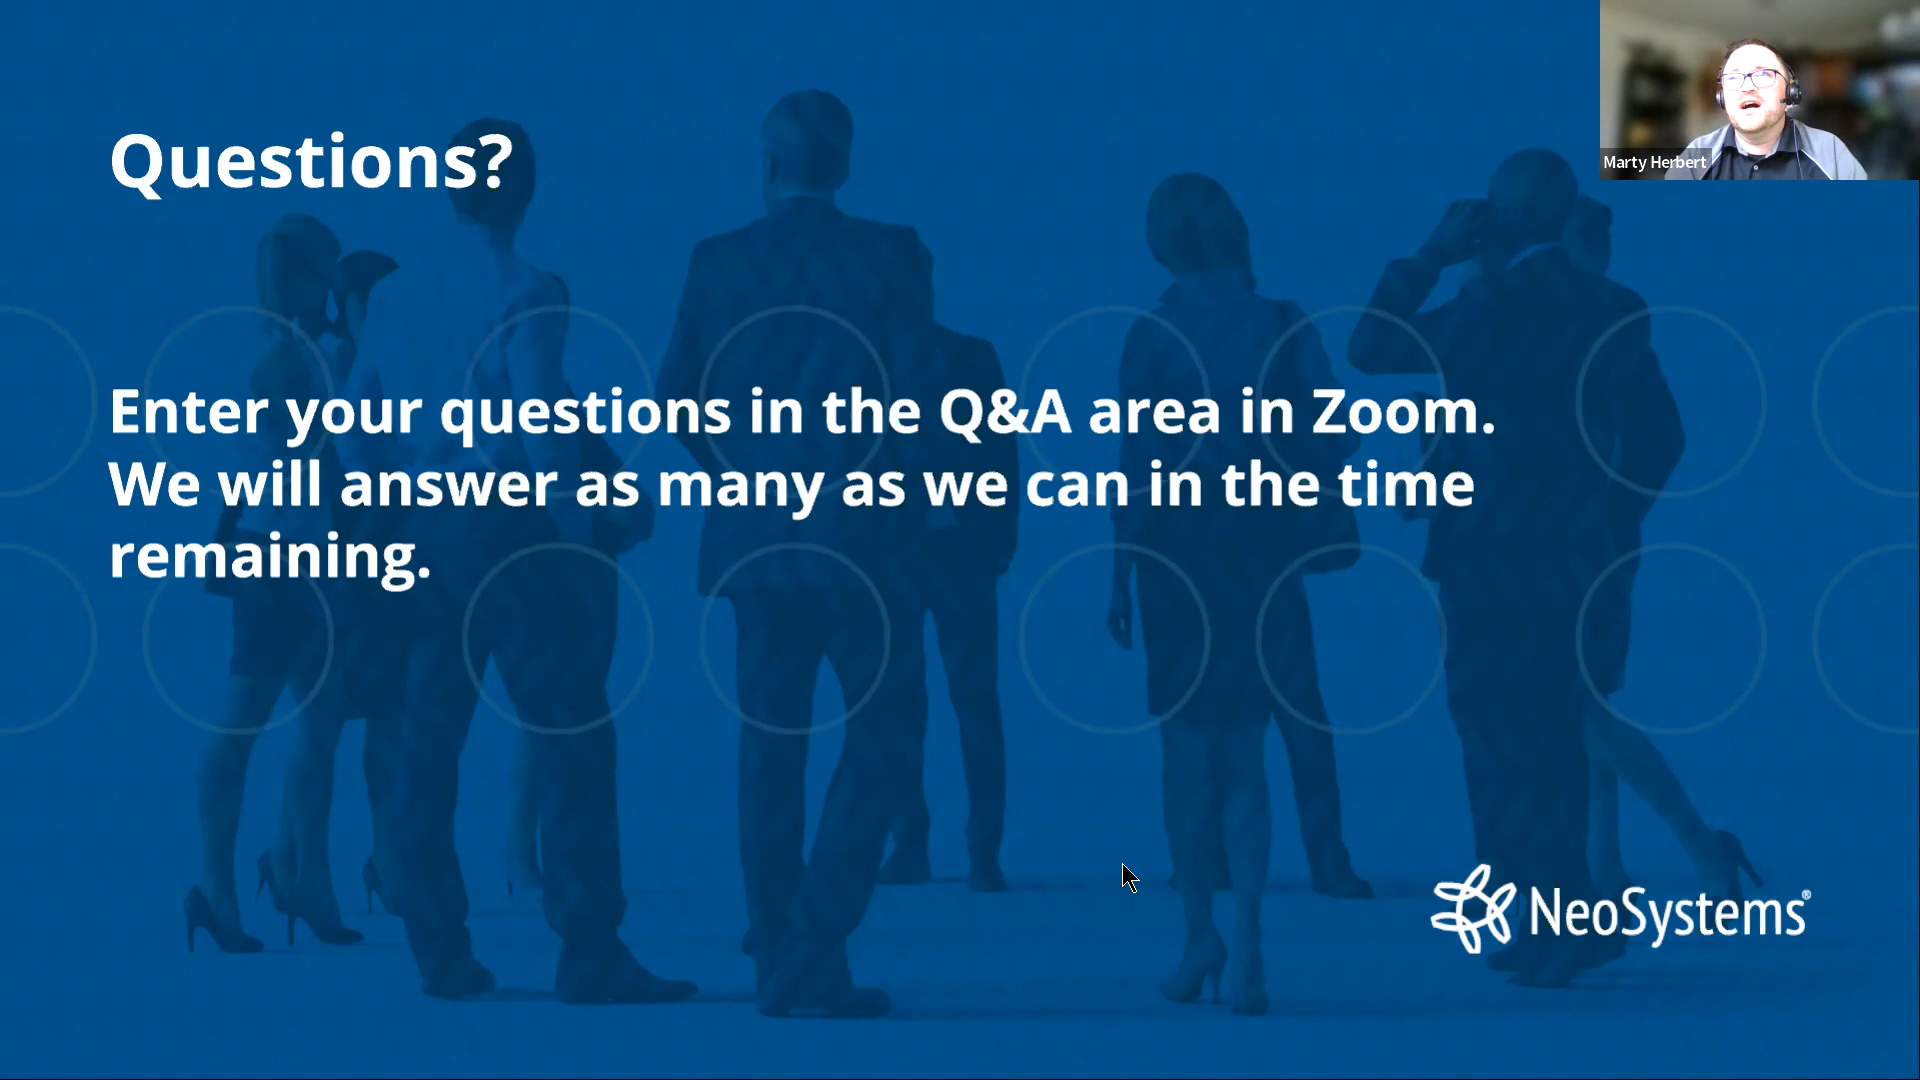 Questions?
Marty Herbert
Enter your questions in the Q&A area in Zoom.
We will answer as many as we can in the time
remaining.
NeoSystems®